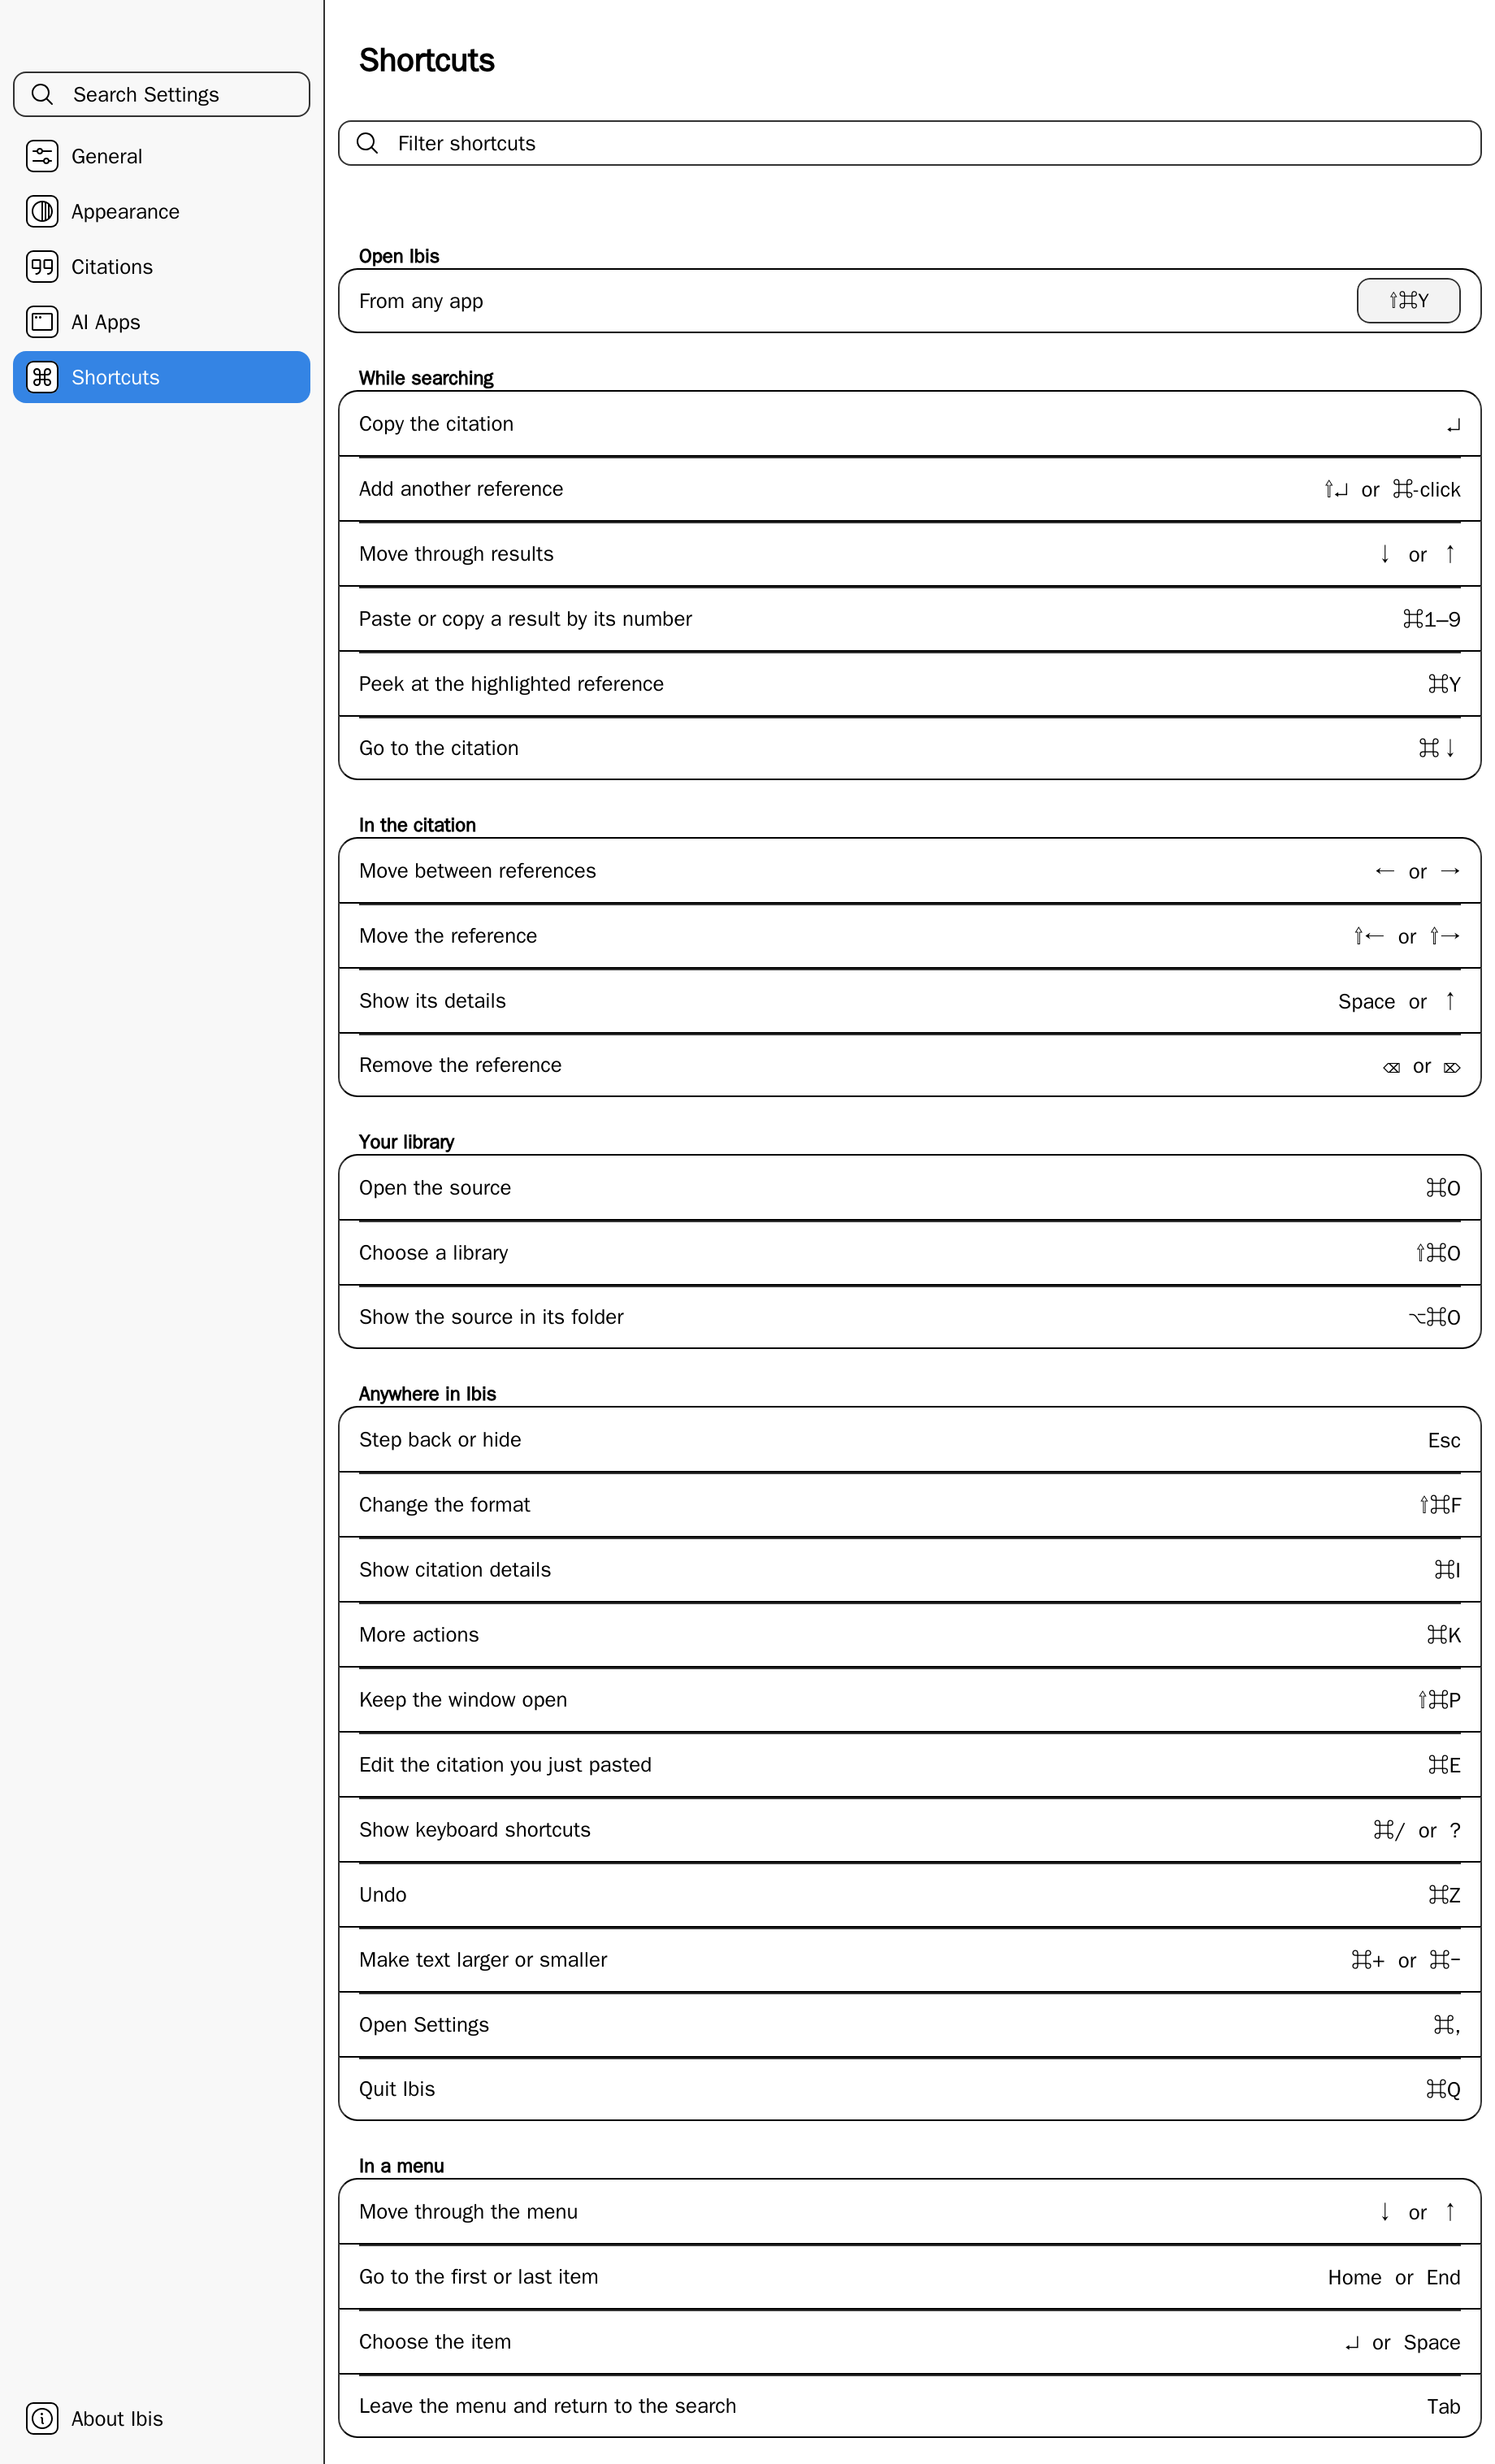 Search Settings
General
Appearance
Citations
AI Apps
Shortcuts
About Ibis
Shortcuts
Filter shortcuts
Open Ibis
From any app ⇧⌘Y
While searching
Copy the citation ↵
Add another reference ⇧↵ or ⌘-click
Move through results ↓ or ↑
Paste or copy a result by its number ⌘1–9
Peek at the highlighted reference ⌘Y
Go to the citation ⌘↓
In the citation
Move between references ← or →
Move the reference ⇧← or ⇧→
Show its details Space or ↑
Remove the reference ⌫ or ⌦
Your library
Open the source ⌘O
Choose a library ⇧⌘O
Show the source in its folder ⌥⌘O
Anywhere in Ibis
Step back or hide Esc
Change the format ⇧⌘F
Show citation details ⌘I
More actions ⌘K
Keep the window open ⇧⌘P
Edit the citation you just pasted ⌘E
Show keyboard shortcuts ⌘/ or ?
Undo ⌘Z
Make text larger or smaller ⌘+ or ⌘−
Open Settings ⌘,
Quit Ibis ⌘Q
In a menu
Move through the menu ↓ or ↑
Go to the first or last item Home or End
Choose the item ↵ or Space
Leave the menu and return to the search Tab